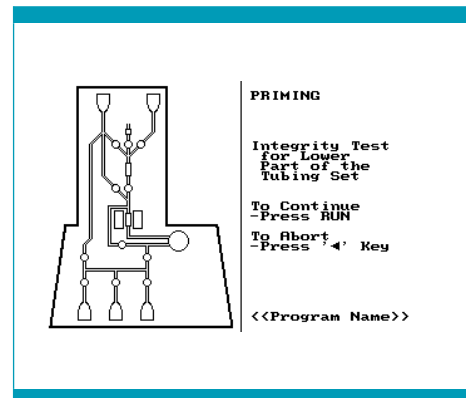 PRIMING
Integrity Test
for Lower
Part of the
Tubing Set
To Continue
-Press RUN
To Abort
-Press '◄' Key
<<Program Name>>